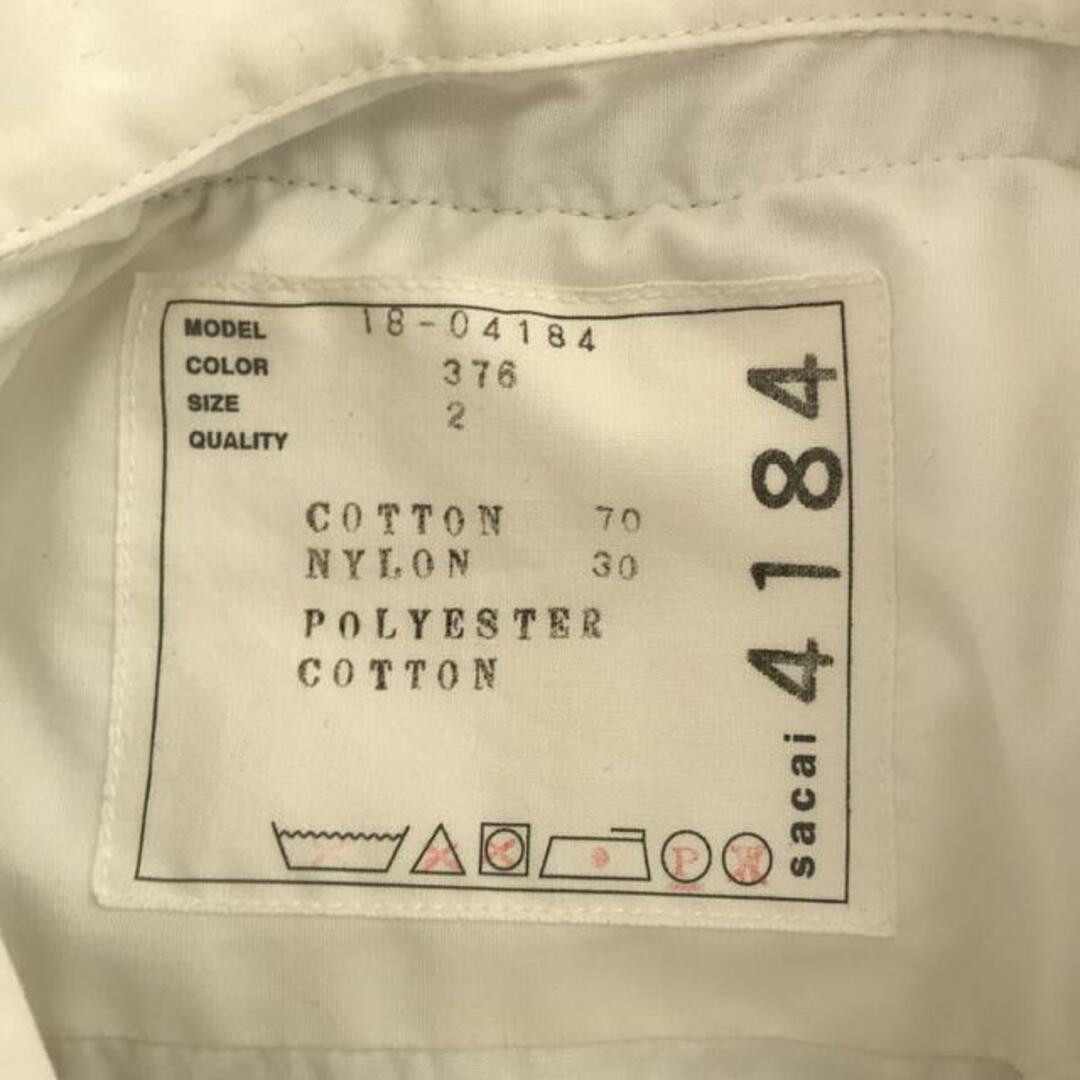 MODEL 18-04184
COLOR 376
SIZE 2
QUALITY
COTTON 70
NYLON 30
POLYESTER
COTTON
P
sacai 4184